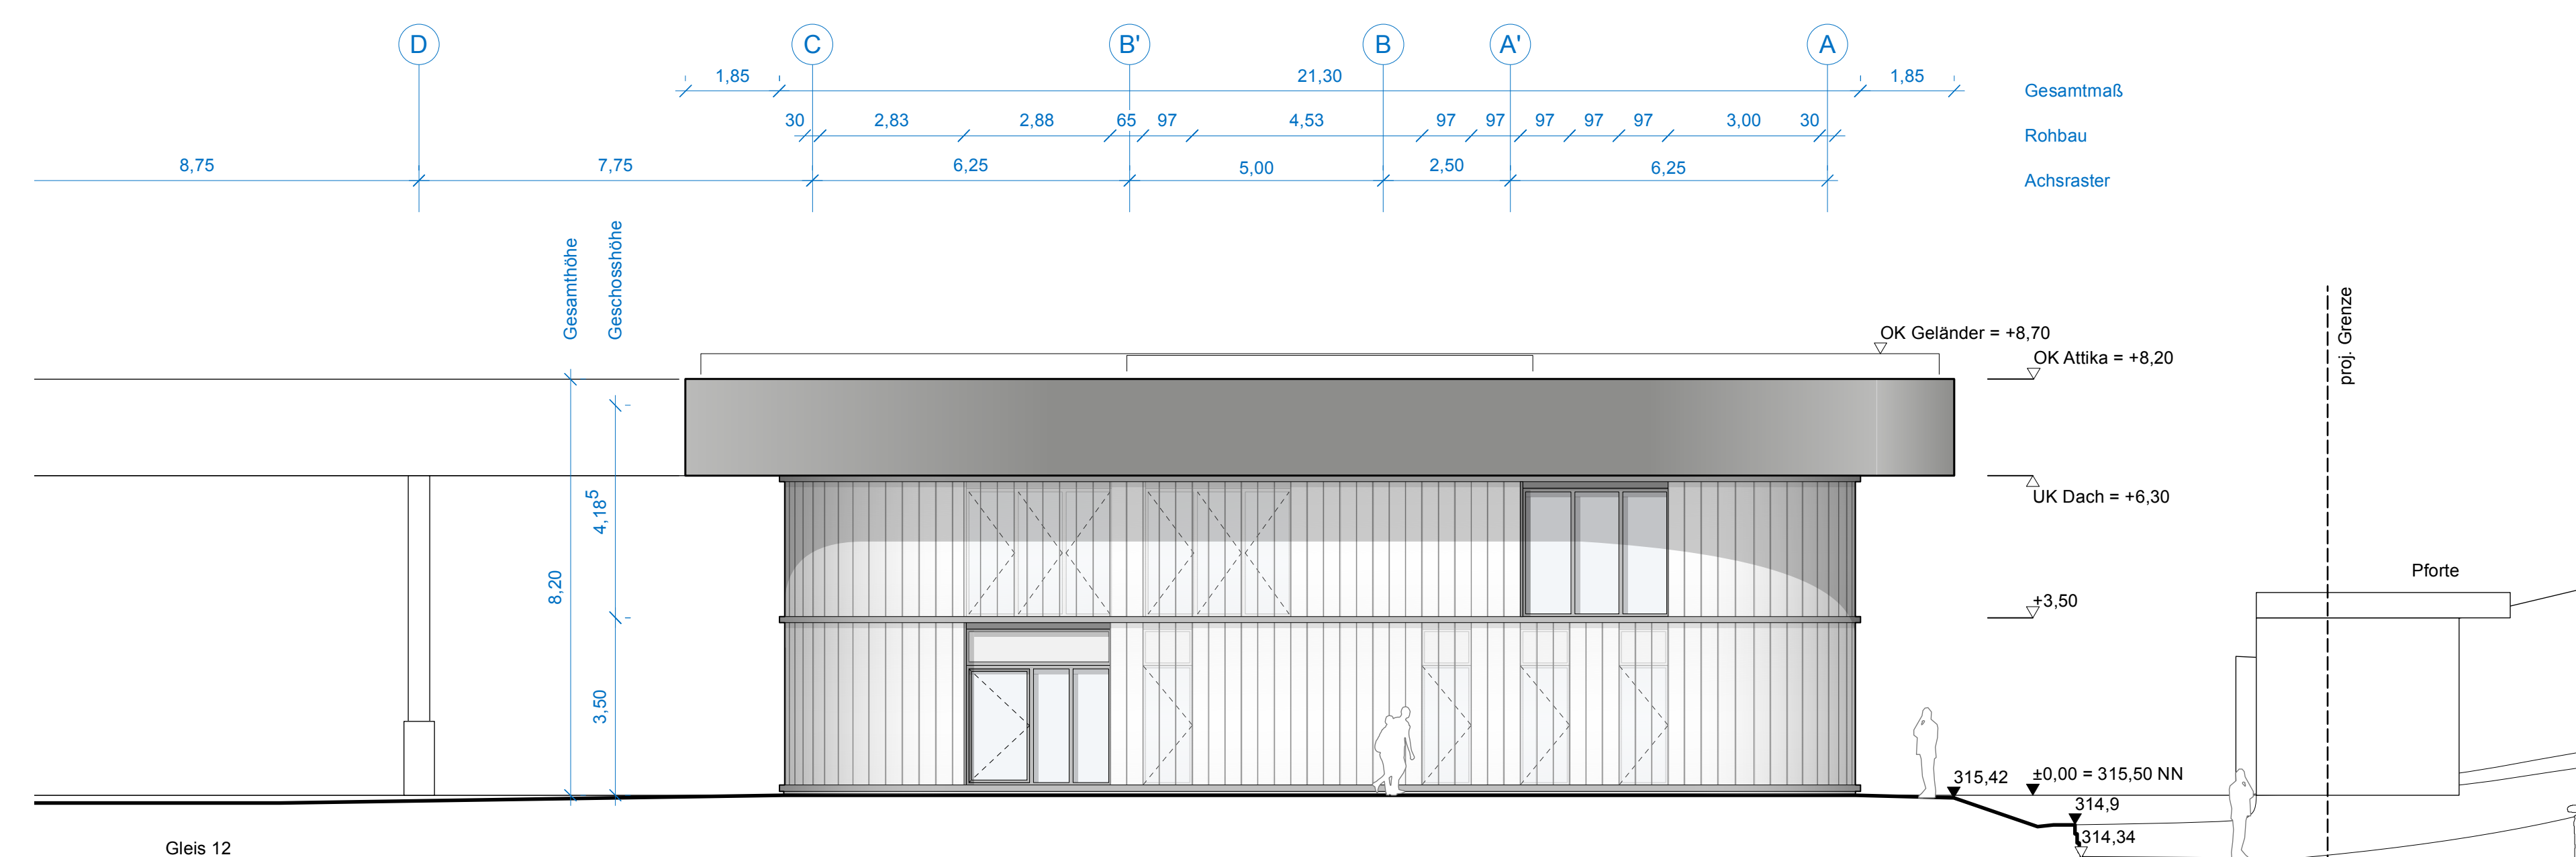 D C B' B A' A
1,85 21,30 1,85
Gesamtmaß
30 2,83 2,88 65 97 4,53 97 97 97 97 97 3,00 30
Rohbau
8,75 7,75 6,25 5,00 2,50 6,25
Achsraster
Gesamthöhe
Geschosshöhe
OK Geländer = +8,70
OK Attika = +8,20
proj. Grenze
4,18⁵
UK Dach = +6,30
8,20
Pforte
+3,50
3,50
315,42
±0,00 = 315,50 NN
314,9
314,34
Gleis 12